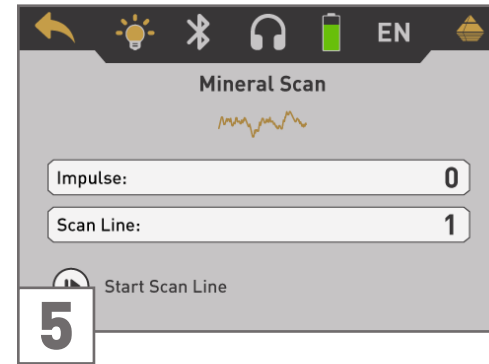 EN
Mineral Scan
Impulse: 0
Scan Line: 1
Start Scan Line
5